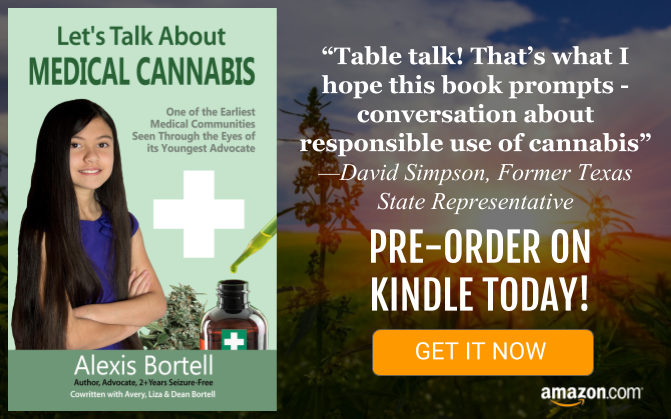 Let's Talk About
MEDICAL CANNABIS
One of the Earliest
Medical Communities
Seen Through the Eyes of
its Youngest Advocate
Alexis Bortell
Author, Advocate, 2+Years Seizure-Free
Cowritten with Avery, Liza & Dean Bortell
“Table talk! That’s what I
hope this book prompts -
conversation about
responsible use of cannabis”
—David Simpson, Former Texas
State Representative
PRE-ORDER ON
KINDLE TODAY!
GET IT NOW
amazon.com